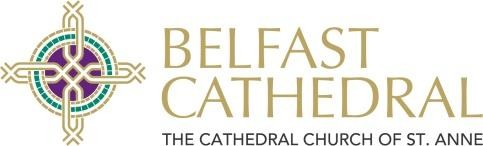 BELFAST
CATHEDRAL
THE CATHEDRAL CHURCH OF ST. ANNE